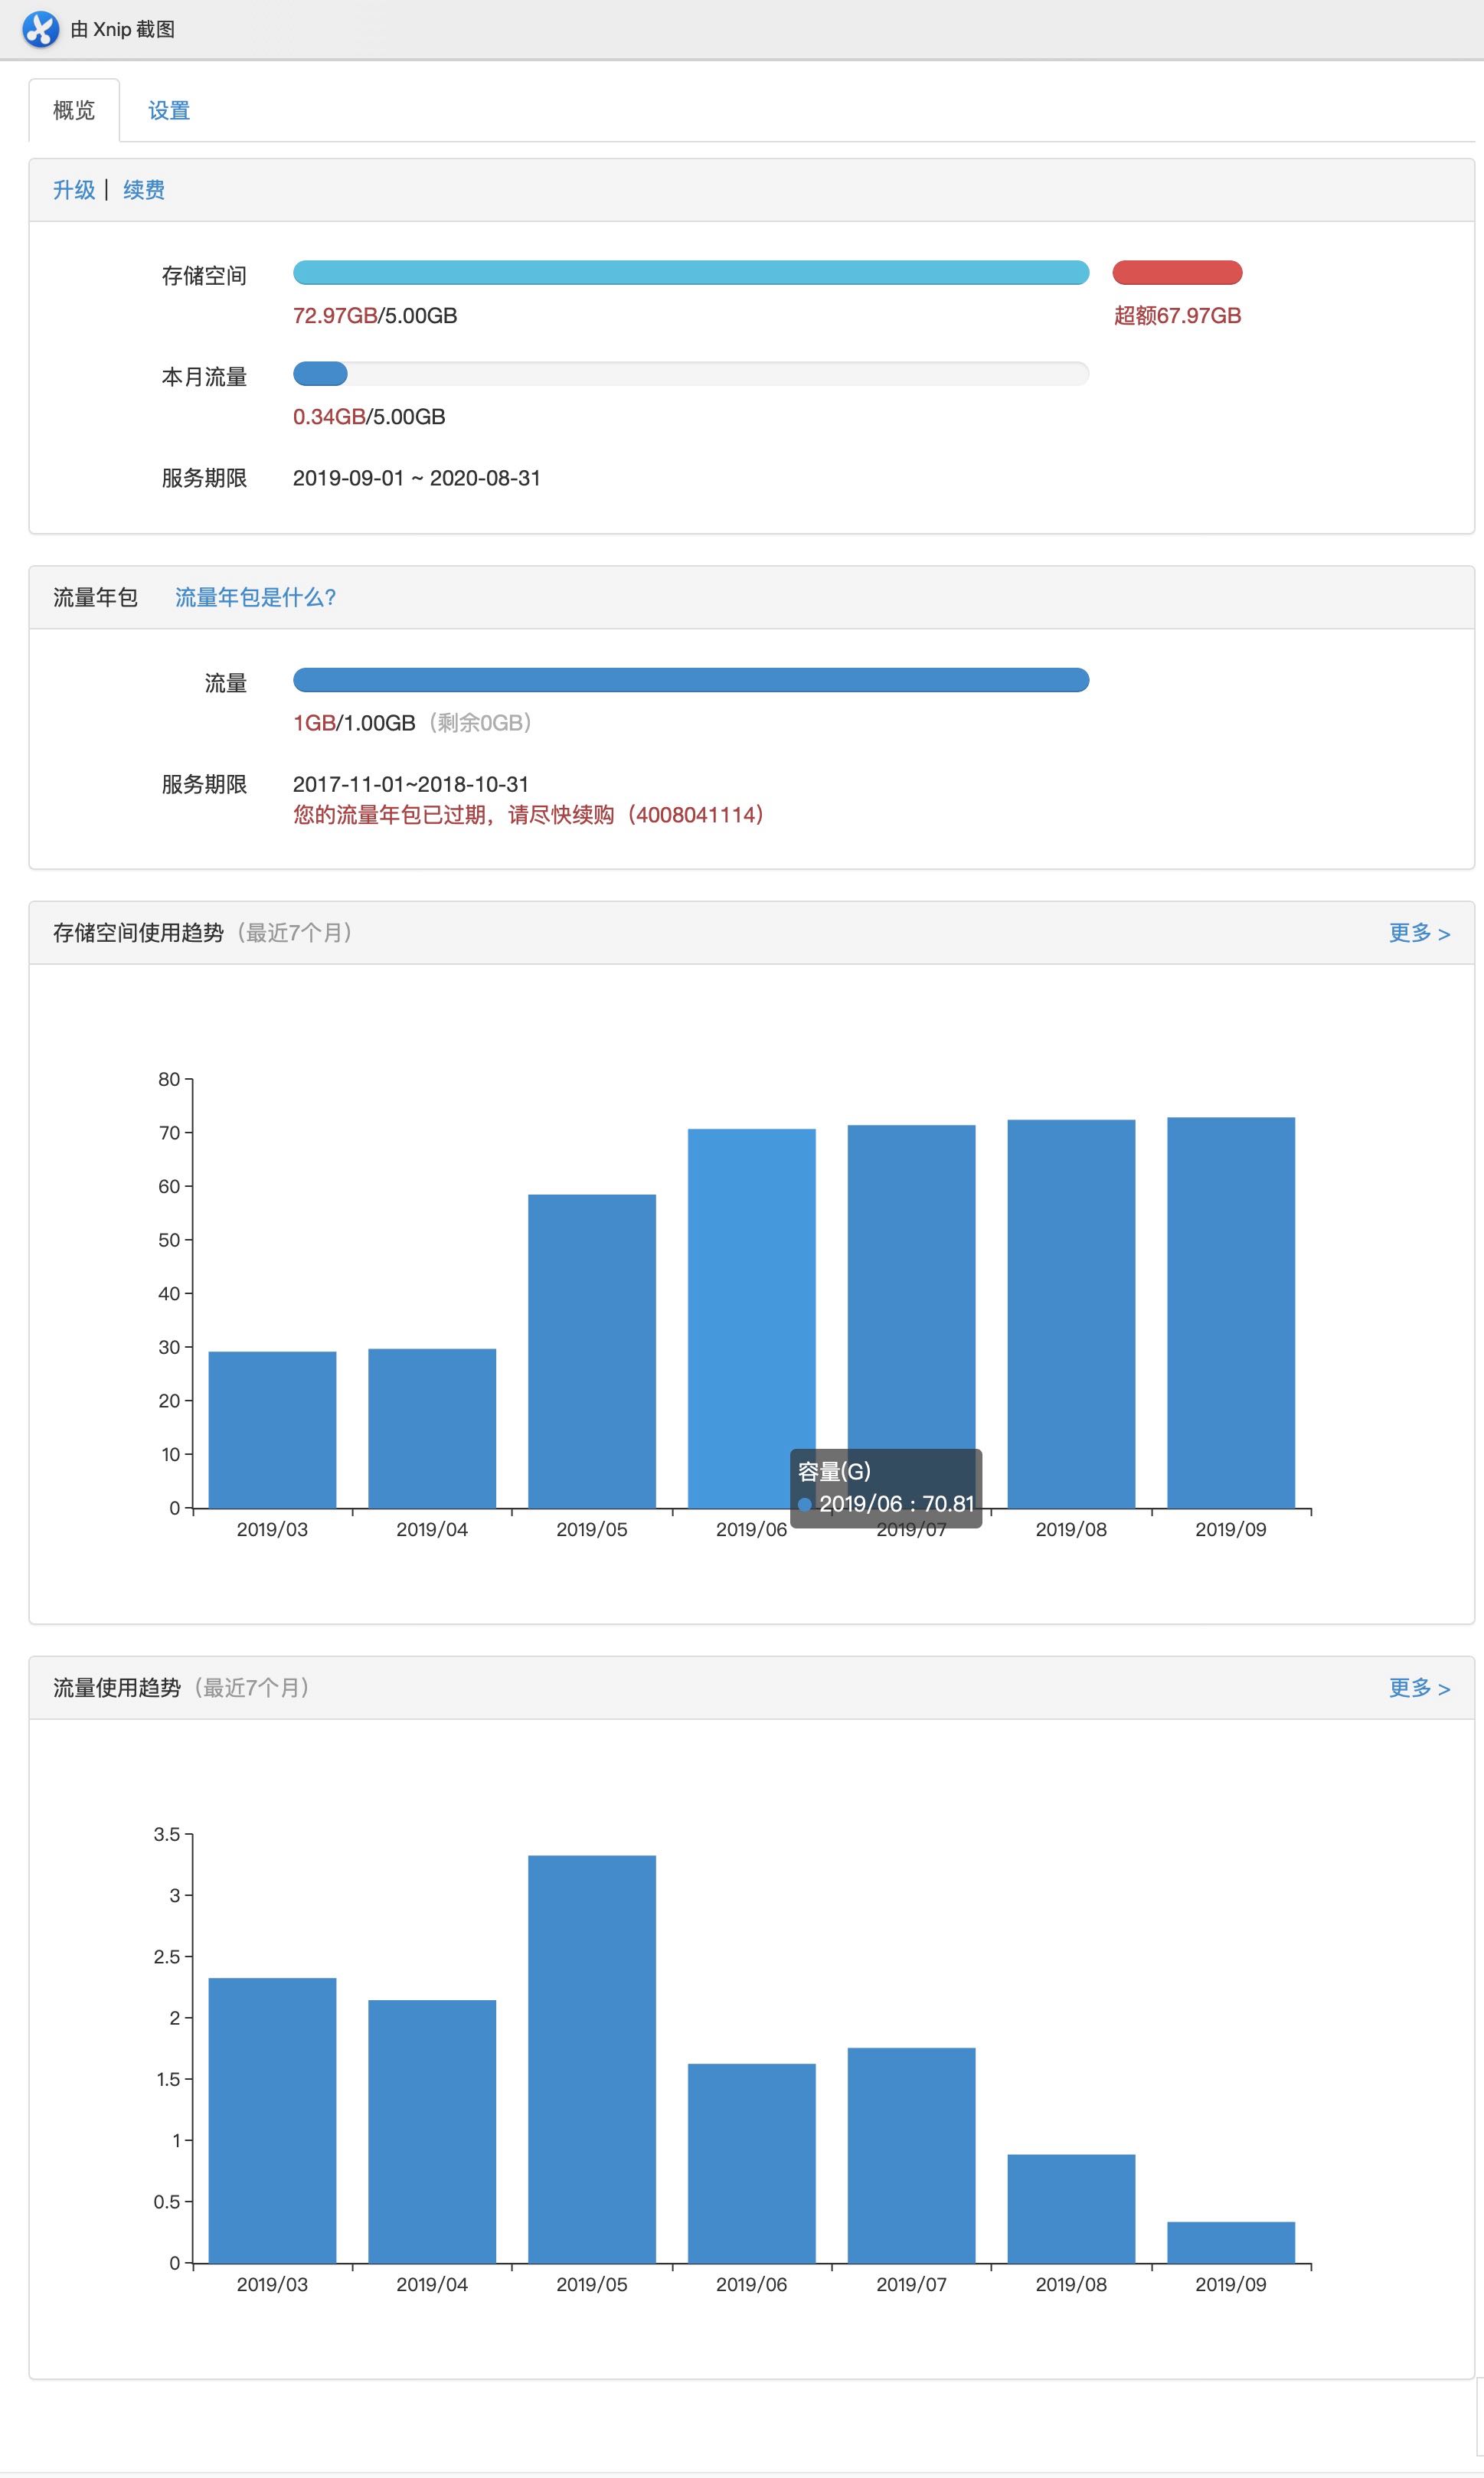 由 Xnip 截图
概览 设置
升级 | 续费
存储空间
72.97GB/5.00GB 超额67.97GB
本月流量
0.34GB/5.00GB
服务期限 2019-09-01 ~ 2020-08-31
流量年包 流量年包是什么?
流量
1GB/1.00GB（剩余0GB）
服务期限 2017-11-01~2018-10-31
您的流量年包已过期，请尽快续购（4008041114）
存储空间使用趋势（最近7个月） 更多 >
80
70
60
50
40
30
20
10
0
容量(G)
2019/06 : 70.81
2019/03 2019/04 2019/05 2019/06 2019/07 2019/08 2019/09
流量使用趋势（最近7个月） 更多 >
3.5
3
2.5
2
1.5
1
0.5
0
2019/03 2019/04 2019/05 2019/06 2019/07 2019/08 2019/09